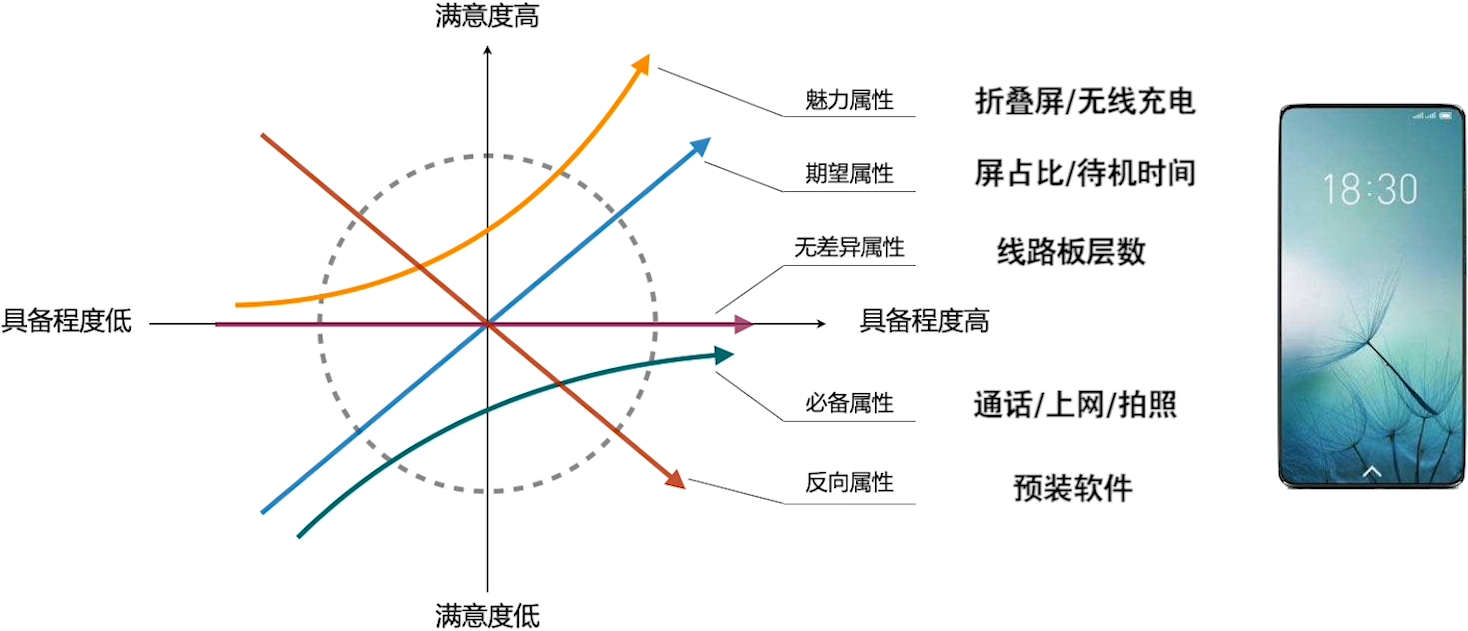 满意度高
魅力属性 折叠屏/无线充电
期望属性 屏占比/待机时间
18:30
无差异属性 线路板层数
具备程度低 具备程度高
必备属性 通话/上网/拍照
反向属性 预装软件
满意度低